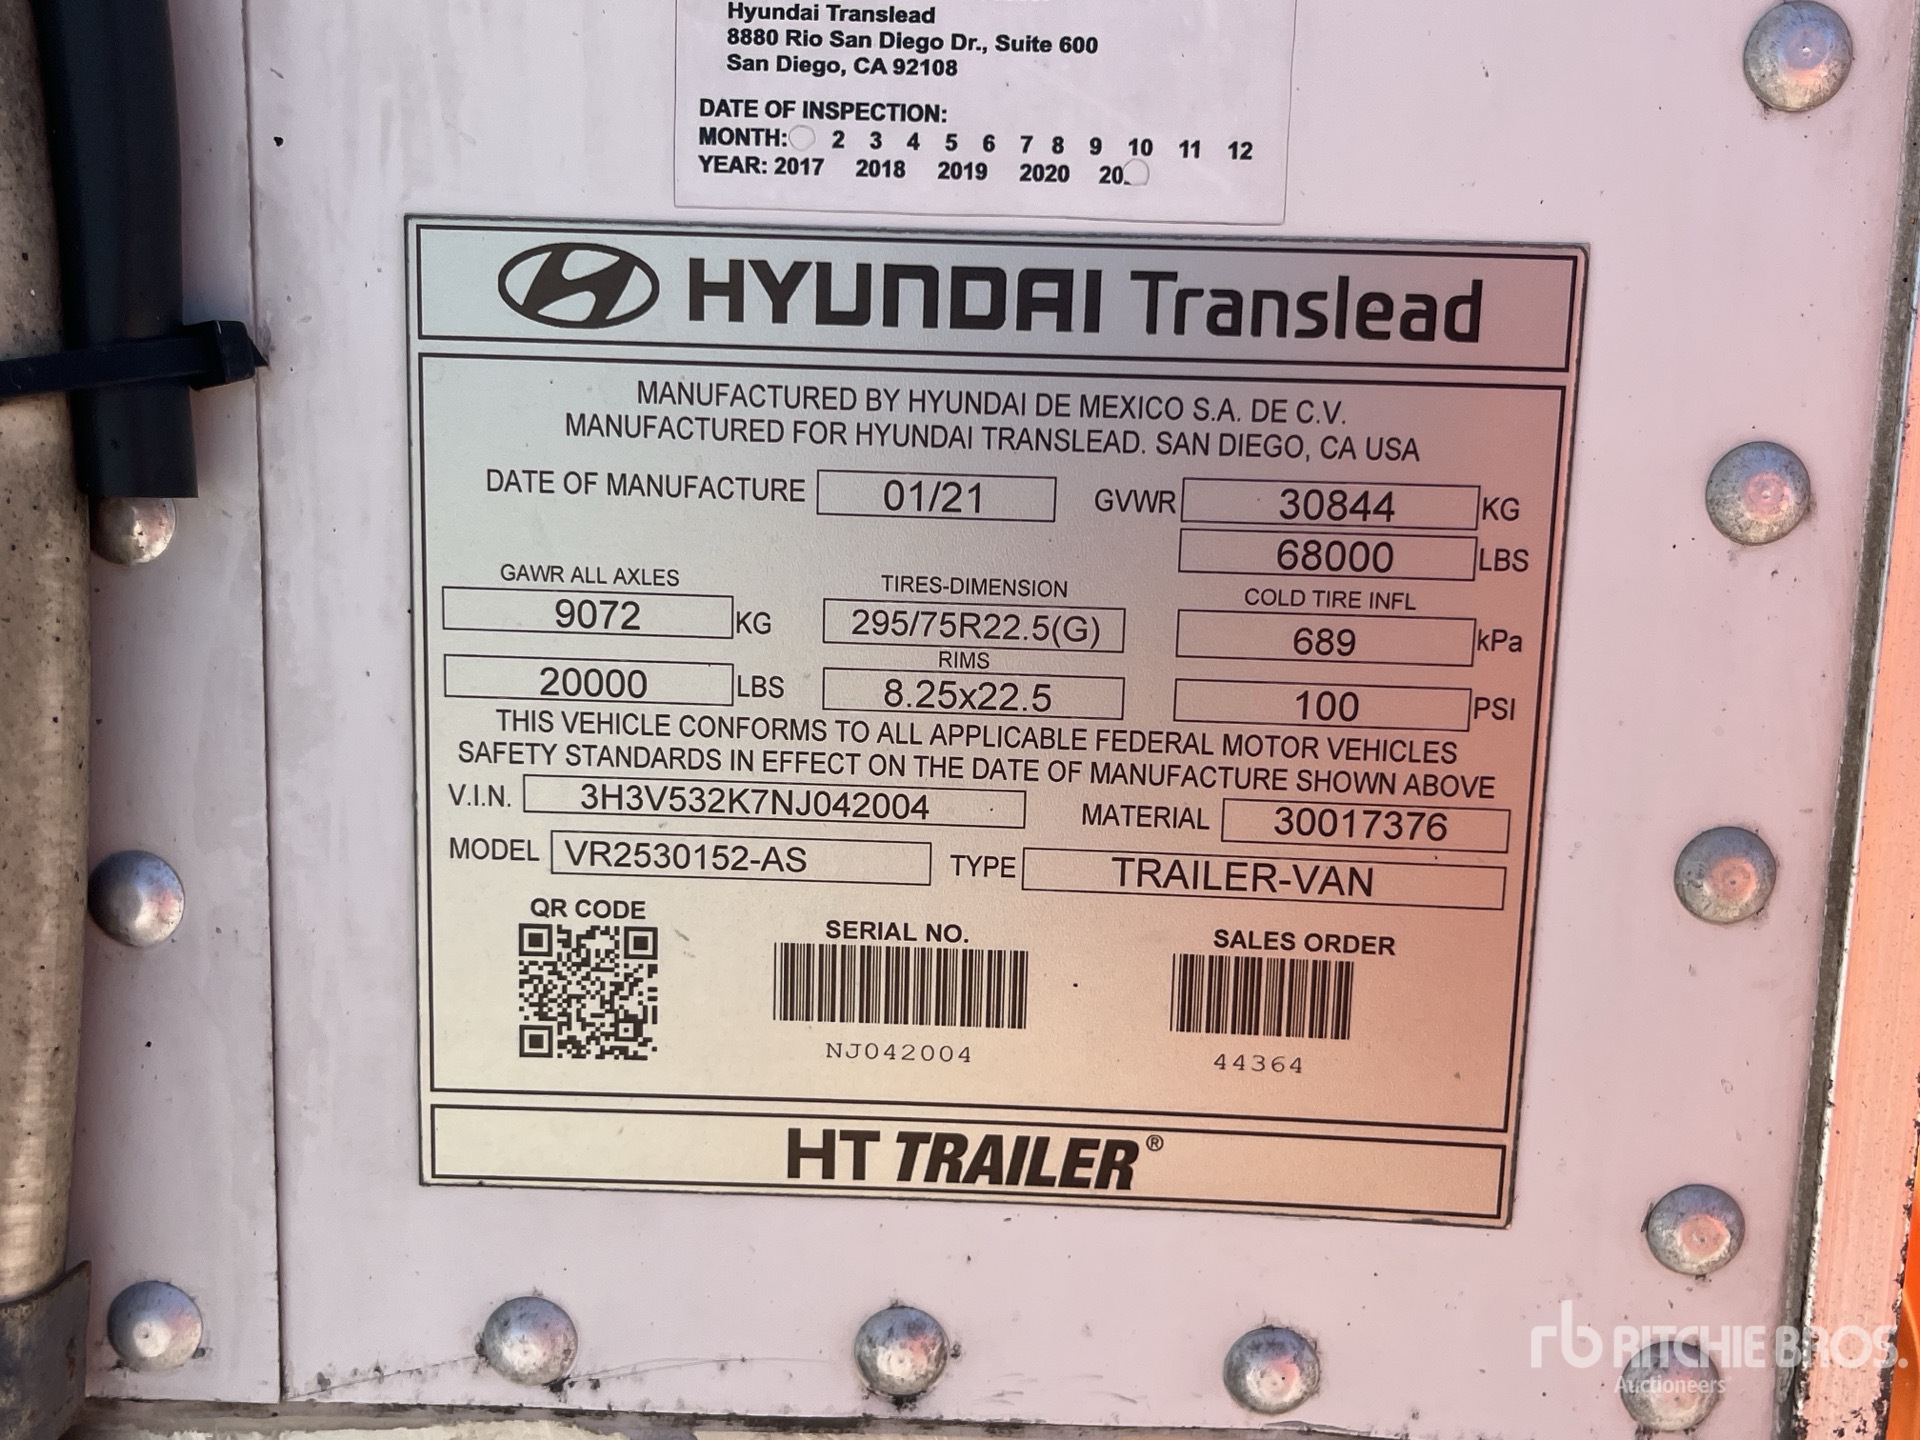 Hyundai Translead
8880 Rio San Diego Dr., Suite 600
San Diego, CA 92108
DATE OF INSPECTION:
MONTH: 2 3 4 5 6 7 8 9 10 11 12
YEAR: 2017 2018 2019 2020 20
HYUNDAI Translead
MANUFACTURED BY HYUNDAI DE MEXICO S.A. DE C.V.
MANUFACTURED FOR HYUNDAI TRANSLEAD. SAN DIEGO, CA USA
DATE OF MANUFACTURE 01/21 GVWR 30844 KG
68000 LBS
GAWR ALL AXLES TIRES-DIMENSION COLD TIRE INFL
9072 KG 295/75R22.5(G) 689 kPa
RIMS
20000 LBS 8.25x22.5 100 PSI
THIS VEHICLE CONFORMS TO ALL APPLICABLE FEDERAL MOTOR VEHICLES
SAFETY STANDARDS IN EFFECT ON THE DATE OF MANUFACTURE SHOWN ABOVE
V.I.N. 3H3V532K7NJ042004 MATERIAL 30017376
MODEL VR2530152-AS TYPE TRAILER-VAN
QR CODE SERIAL NO. SALES ORDER
NJ042004 44364
HT TRAILER®
rb RITCHIE BROS.
Auctioneers